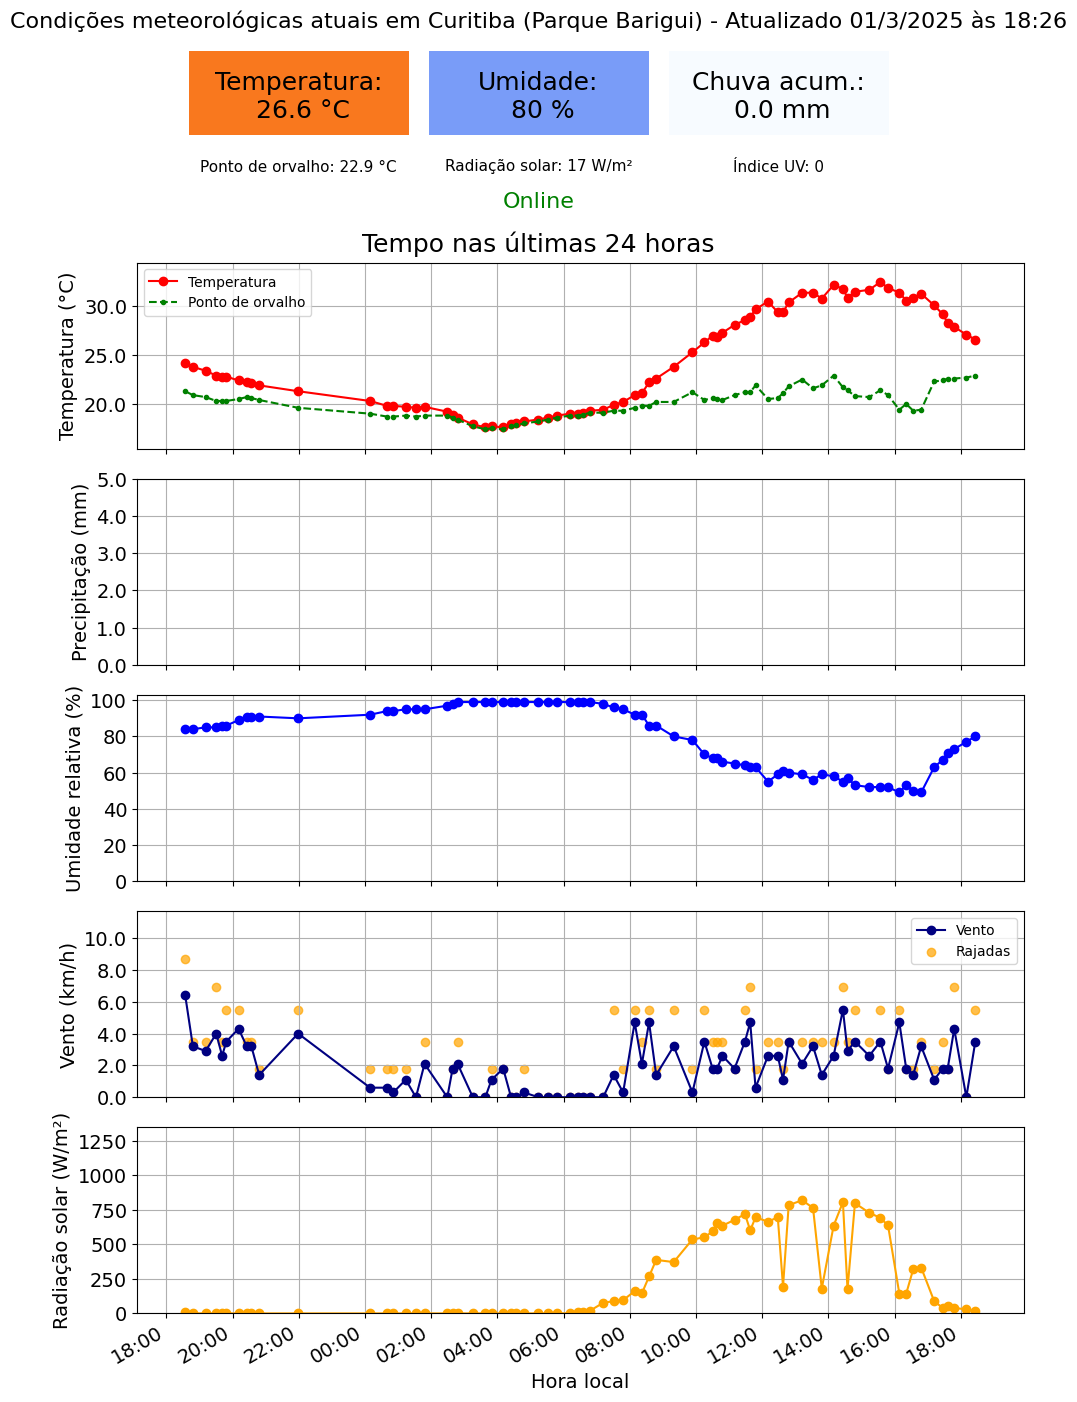 Condições meteorológicas atuais em Curitiba (Parque Barigui) - Atualizado 01/3/2025 às 18:26
Temperatura:
26.6 °C
Umidade:
80 %
Chuva acum.:
0.0 mm
Ponto de orvalho: 22.9 °C
Radiação solar: 17 W/m²
Índice UV: 0
Online
Tempo nas últimas 24 horas
Temperatura (°C)
30.0
25.0
20.0
Temperatura
Ponto de orvalho
Precipitação (mm)
5.0
4.0
3.0
2.0
1.0
0.0
Umidade relativa (%)
100
80
60
40
20
0
Vento (km/h)
10.0
8.0
6.0
4.0
2.0
0.0
Vento
Rajadas
Radiação solar (W/m²)
1250
1000
750
500
250
0
18:00
20:00
22:00
00:00
02:00
04:00
06:00
08:00
10:00
12:00
14:00
16:00
18:00
Hora local